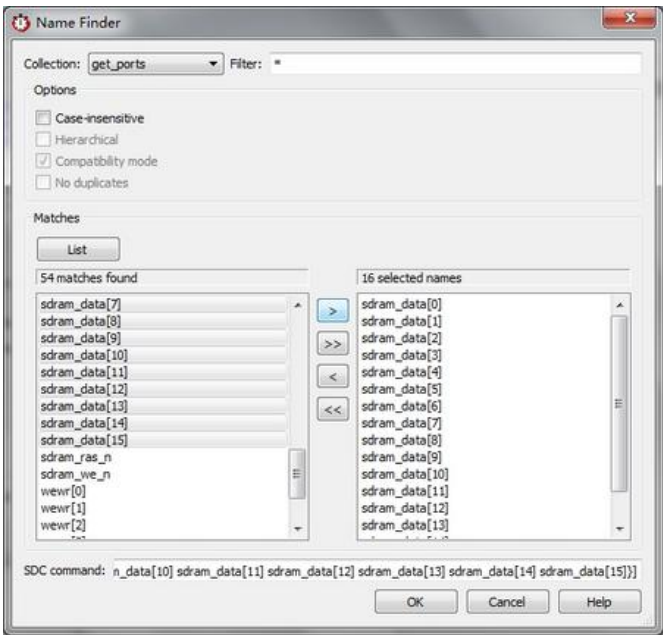 Name Finder
Collection: get_ports Filter: *
Options
Case-insensitive
Hierarchical
Compatibility mode
No duplicates
Matches
List
54 matches found
sdram_data[7]
sdram_data[8]
sdram_data[9]
sdram_data[10]
sdram_data[11]
sdram_data[12]
sdram_data[13]
sdram_data[14]
sdram_data[15]
sdram_ras_n
sdram_we_n
wewr[0]
wewr[1]
wewr[2]
>
>>
<
<<
16 selected names
sdram_data[0]
sdram_data[1]
sdram_data[2]
sdram_data[3]
sdram_data[4]
sdram_data[5]
sdram_data[6]
sdram_data[7]
sdram_data[8]
sdram_data[9]
sdram_data[10]
sdram_data[11]
sdram_data[12]
sdram_data[13]
SDC command: n_data[10] sdram_data[11] sdram_data[12] sdram_data[13] sdram_data[14] sdram_data[15]}]
OK Cancel Help